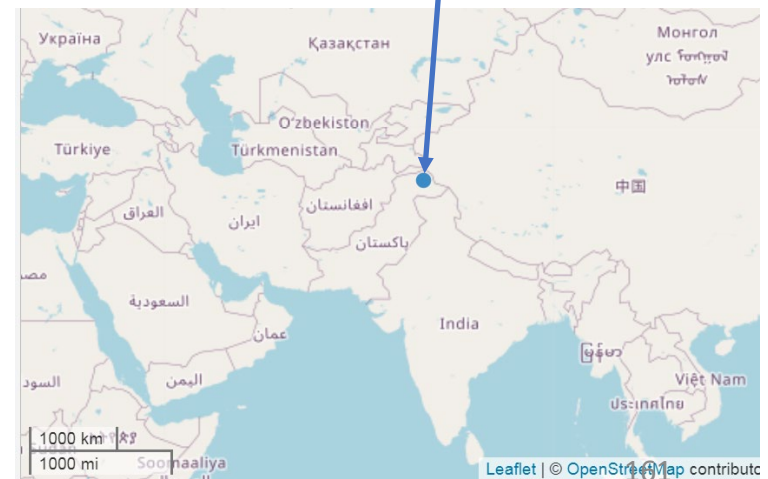 Україна
Қазақстан
Монгол
улс
O'zbekiston
Türkmenistan
Türkiye
中国
افغانستان
العراق
ایران
پاکستان
السعودية
عمان
India
မြန်မာ
اليمن
Việt Nam
ประเทศไทย
1000 km
1000 mi
Soomaaliya
Leaflet | © OpenStreetMap contributo
101